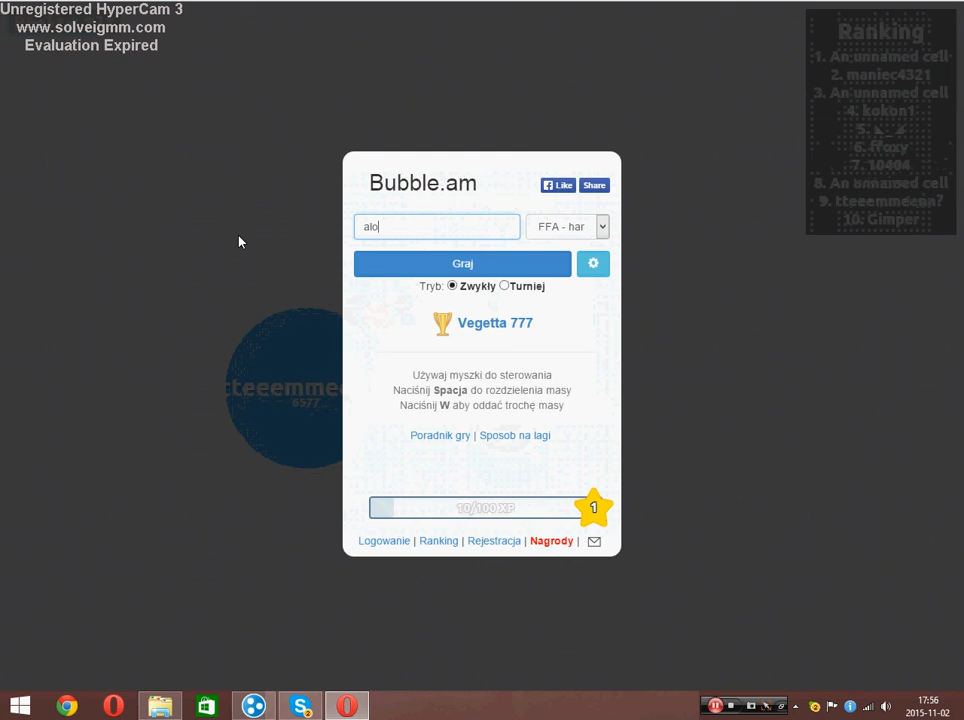 Unregistered HyperCam 3
www.solveigmm.com
Evaluation Expired
Ranking
1. An unnamed cell
2. maniec4321
3. An unnamed cell
4. kokon1
5.
6. ffoxy
7. 10404
8. An unnamed cell
9. tteeemmeenn?
10. Gimper
Bubble.am
Like
Share
alo
FFA - har
Graj
Tryb: Zwykły Turniej
Vegetta 777
6577
Używaj myszki do sterowania
Naciśnij Spacja do rozdzielenia masy
Naciśnij W aby oddać trochę masy
Poradnik gry | Sposob na lagi
10/100 XP
1
Logowanie | Ranking | Rejestracja | Nagrody |
17:56
2015-11-02